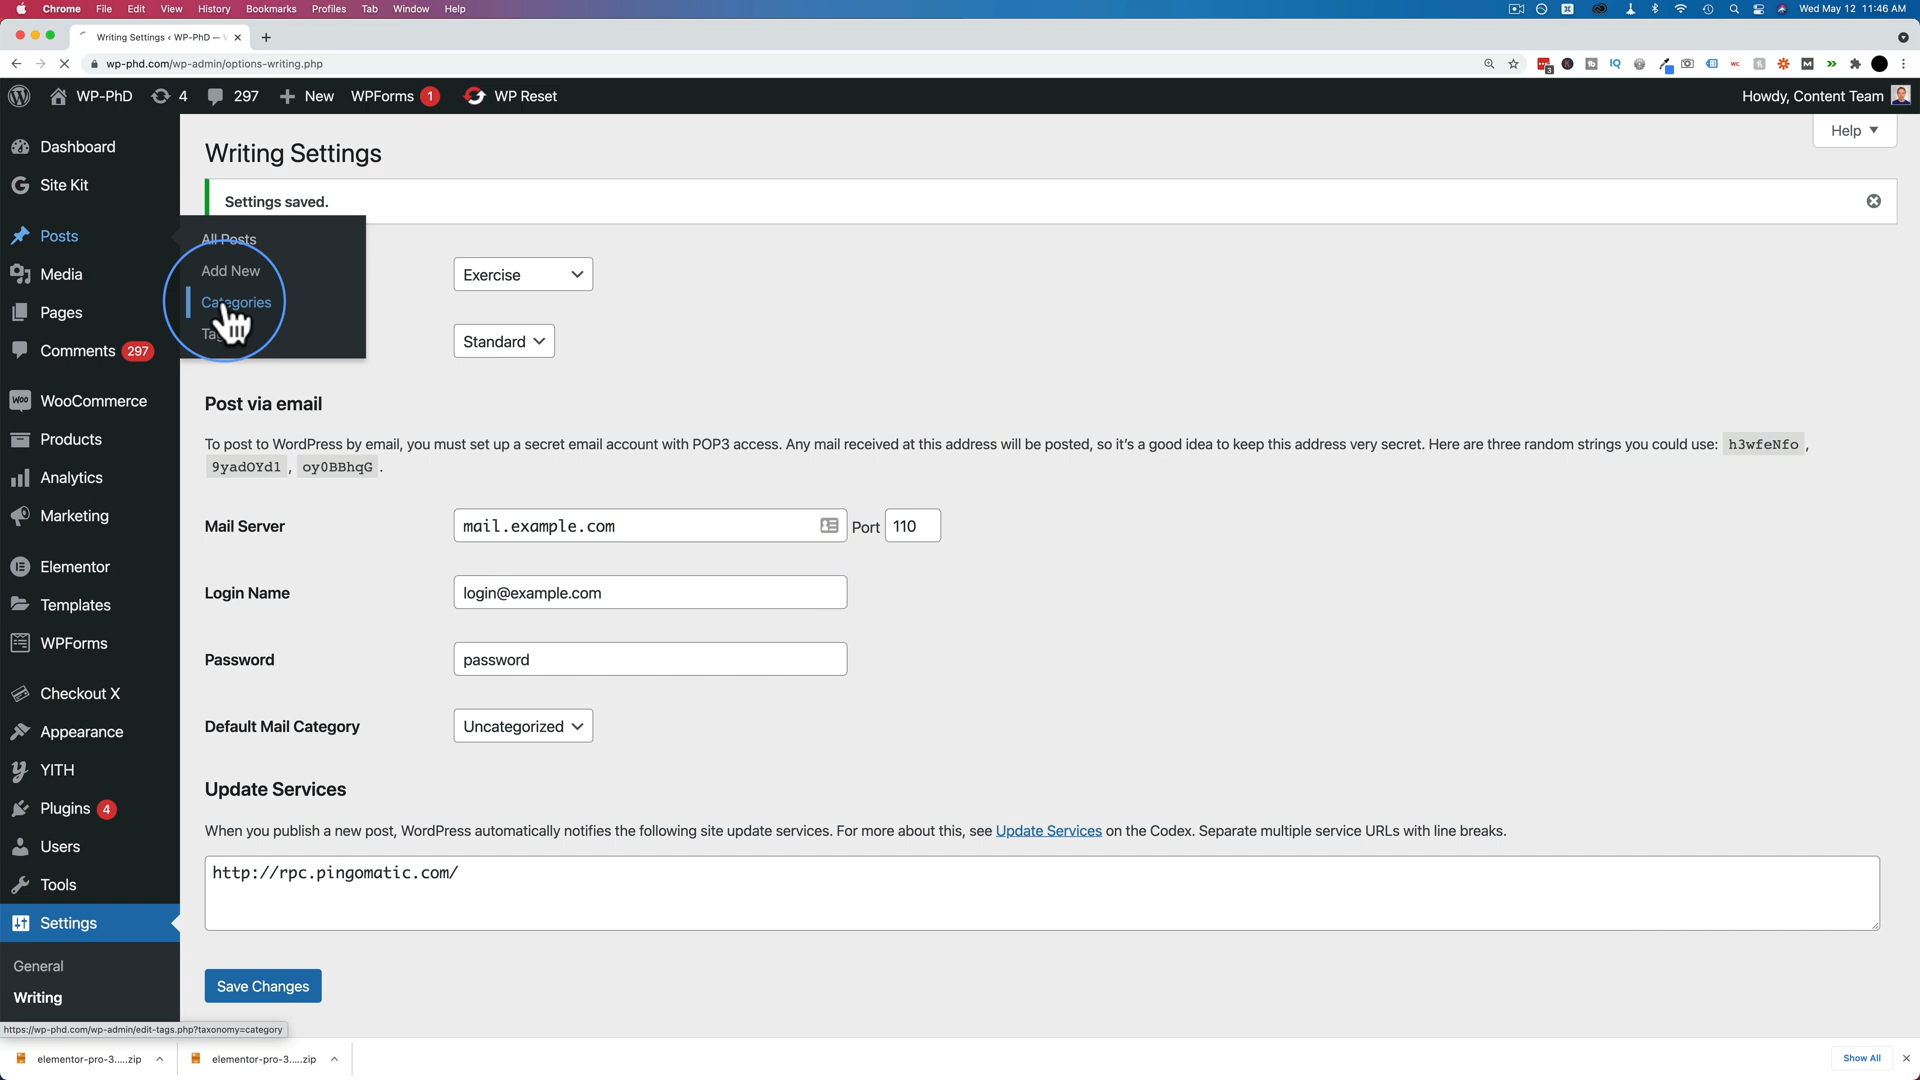 Chrome File Edit View History Bookmarks Profiles Tab Window Help Wed May 12 11:46 AM
Writing Settings ‹ WP-PhD —
wp-phd.com/wp-admin/options-writing.php
WP-PhD 4 297 New WPForms 1 WP Reset Howdy, Content Team
Help
Dashboard
Site Kit
Posts
Media
Pages
Comments 297
WooCommerce
Products
Analytics
Marketing
Elementor
Templates
WPForms
Checkout X
Appearance
YITH
Plugins 4
Users
Tools
Settings
General
Writing
All Posts
Add New
Categories
Writing Settings
Settings saved.
Exercise
Standard
Post via email
To post to WordPress by email, you must set up a secret email account with POP3 access. Any mail received at this address will be posted, so it's a good idea to keep this address very secret. Here are three random strings you could use: h3wfeNfo ,
9yadOYd1 , oy0BBhqG .
Mail Server mail.example.com Port 110
Login Name login@example.com
Password password
Default Mail Category Uncategorized
Update Services
When you publish a new post, WordPress automatically notifies the following site update services. For more about this, see Update Services on the Codex. Separate multiple service URLs with line breaks.
http://rpc.pingomatic.com/
Save Changes
https://wp-phd.com/wp-admin/edit-tags.php?taxonomy=category
elementor-pro-3.....zip elementor-pro-3.....zip Show All